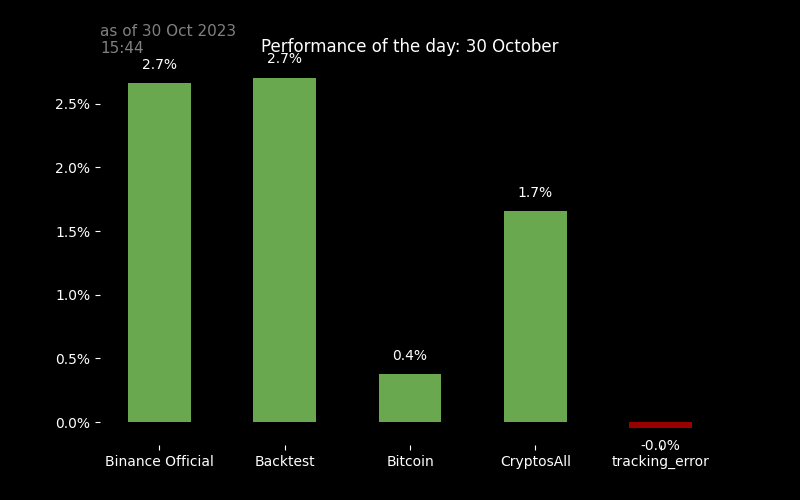 as of 30 Oct 2023
15:44
Performance of the day: 30 October
2.7%
2.7%
2.5%
2.0%
1.7%
1.5%
1.0%
0.5%
0.4%
0.0%
-0.0%
Binance Official
Backtest
Bitcoin
CryptosAll
tracking_error